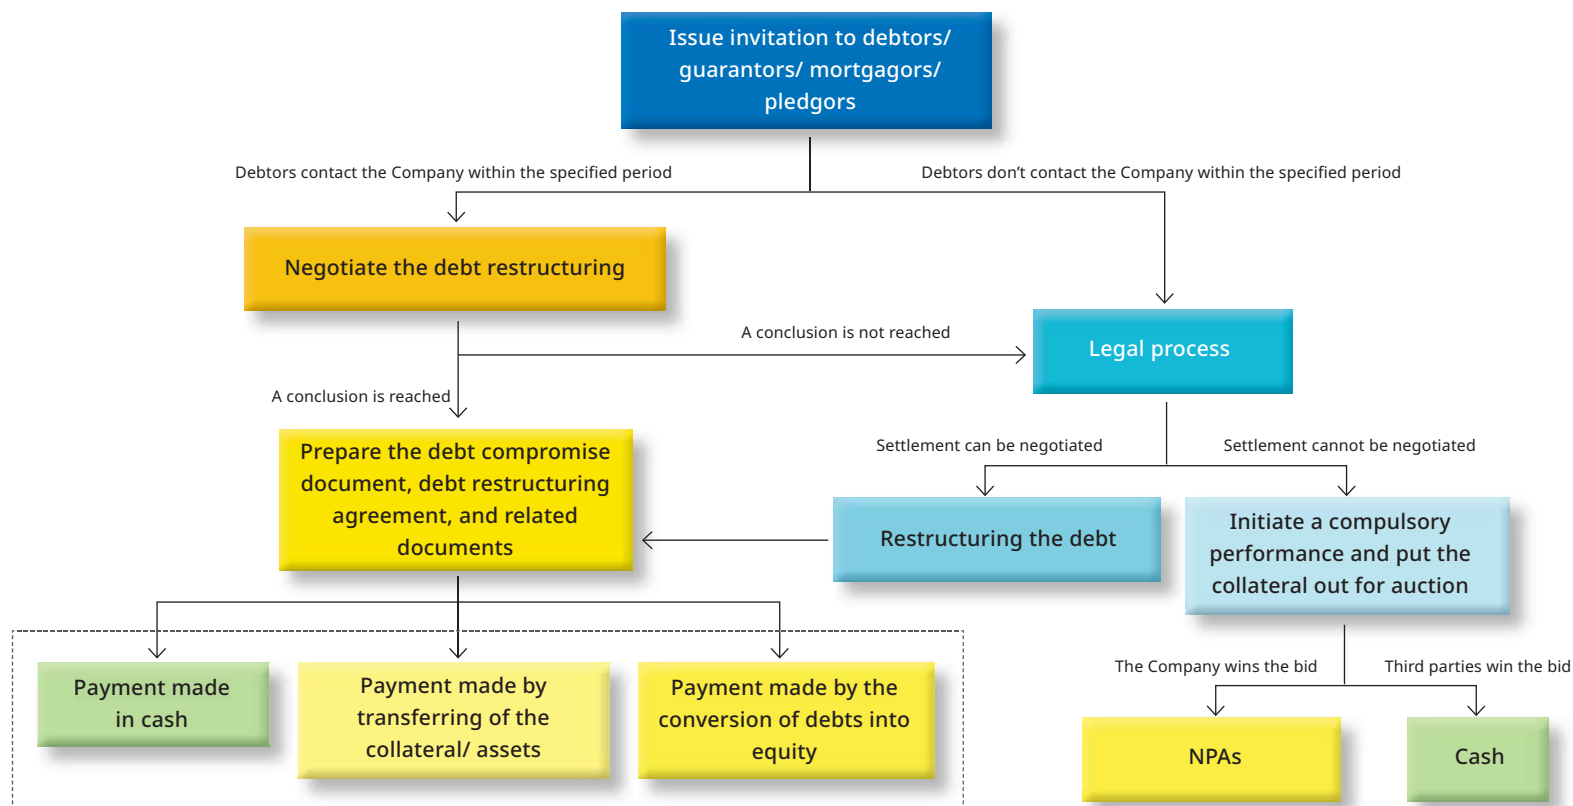 Issue invitation to debtors/
guarantors/ mortgagors/
pledgors
Debtors contact the Company within the specified period
Debtors don’t contact the Company within the specified period
Negotiate the debt restructuring
A conclusion is not reached
Legal process
A conclusion is reached
Prepare the debt compromise
document, debt restructuring
agreement, and related
documents
Settlement can be negotiated
Settlement cannot be negotiated
Restructuring the debt
Initiate a compulsory
performance and put the
collateral out for auction
The Company wins the bid
Third parties win the bid
Payment made
in cash
Payment made by
transferring of the
collateral/ assets
Payment made by the
conversion of debts into
equity
NPAs
Cash